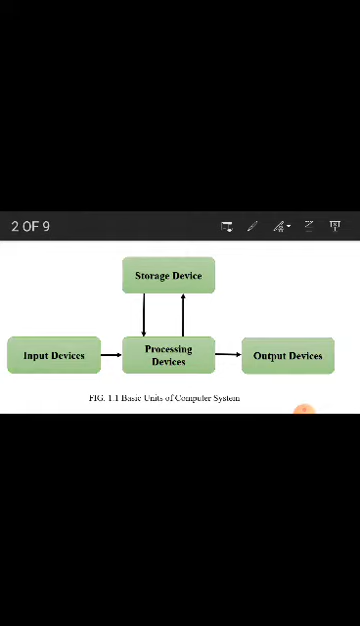 2 OF 9
Storage Device
Input Devices
Processing
Devices
Output Devices
FIG. 1.1 Basic Units of Computer System